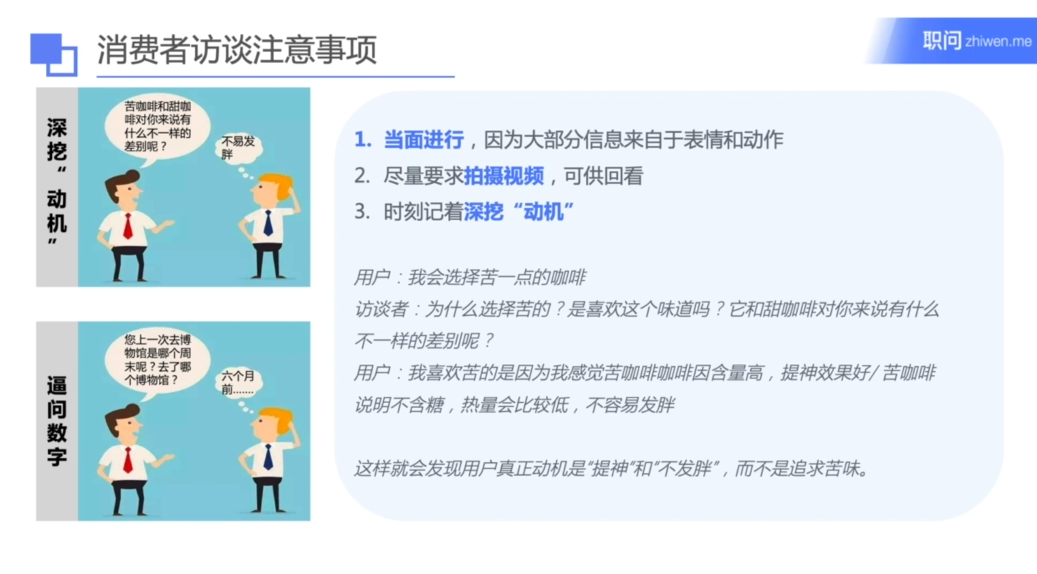 消费者访谈注意事项
职问 zhiwen.me
深挖“动机”
苦咖啡和甜咖
啡对你来说有
什么不一样的
差别呢？
不易发
胖
1. 当面进行，因为大部分信息来自于表情和动作
2. 尽量要求拍摄视频，可供回看
3. 时刻记着深挖“动机”
用户：我会选择苦一点的咖啡
访谈者：为什么选择苦的？是喜欢这个味道吗？它和甜咖啡对你来说有什么
不一样的差别呢？
用户：我喜欢苦的是因为我感觉苦咖啡咖啡因含量高，提神效果好/ 苦咖啡
说明不含糖，热量会比较低，不容易发胖
这样就会发现用户真正动机是“提神”和“不发胖”，而不是追求苦味。
逼问数字
您上一次去博
物馆是哪个周
末呢？去了哪
个博物馆？
六个月
前.......